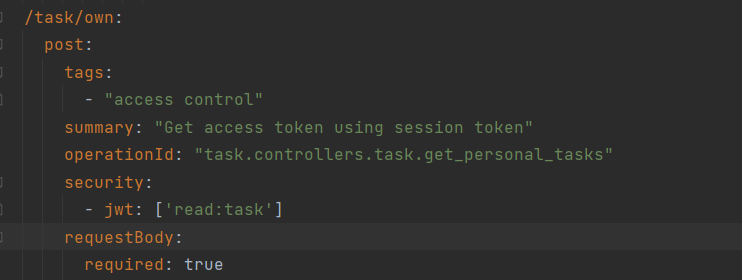 /task/own:
post:
tags:
- "access control"
summary: "Get access token using session token"
operationId: "task.controllers.task.get_personal_tasks"
security:
- jwt: ['read:task']
requestBody:
required: true